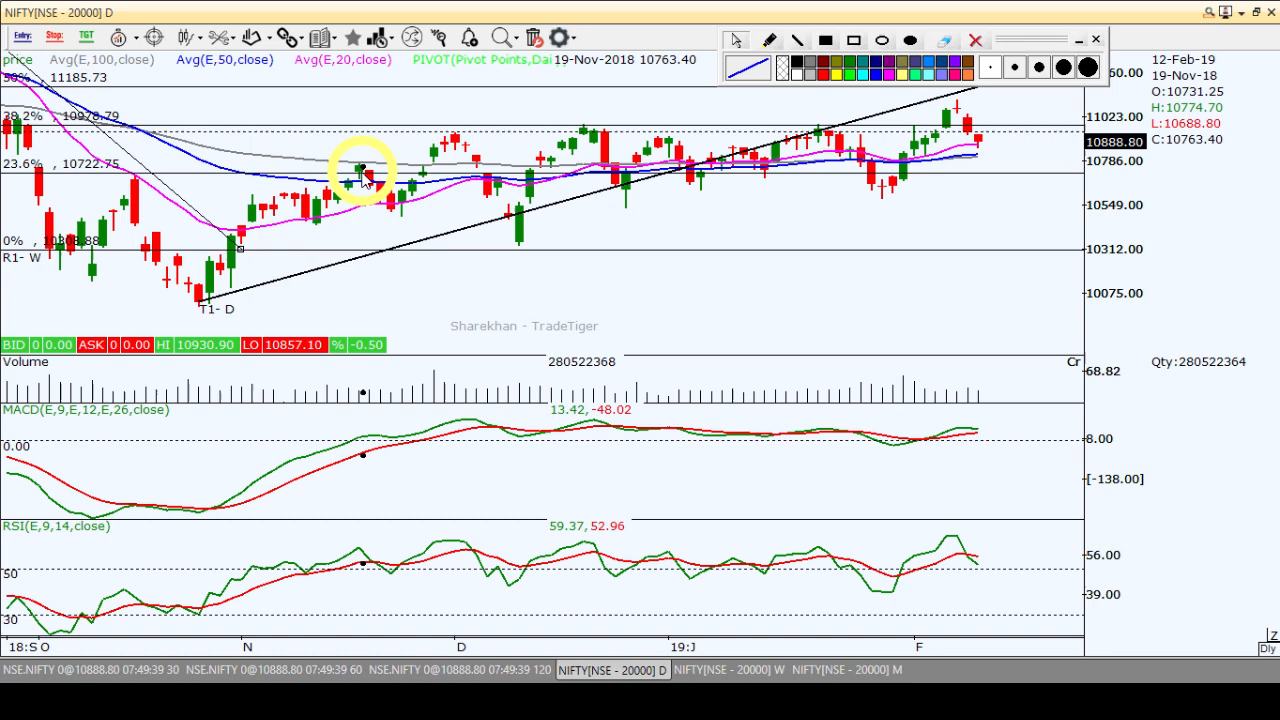 NIFTY[NSE - 20000] D
Entry: Stop: TGT
price Avg(E,100,close) Avg(E,50,close) Avg(E,20,close) PIVOT(Pivot Points,Dai 19-Nov-2018 10763.40
50% , 11185.73
38.2% , 10978.79
23.6% , 10722.75
0% , 10308.88
R1- W
T1- D
Sharekhan - TradeTiger
BID 0 0.00 ASK 0 0.00 HI 10930.90 LO 10857.10 % -0.50
11023.00
10888.80
10786.00
10549.00
10312.00
10075.00
12-Feb-19
19-Nov-18
O:10731.25
H:10774.70
L:10688.80
C:10763.40
Volume 280522368 Cr
68.82
Qty:280522364
MACD(E,9,E,12,E,26,close) 13.42, -48.02
0.00
8.00
[-138.00]
RSI(E,9,14,close) 59.37, 52.96
56.00
50
39.00
30
18:S O N D 19:J F
Z
Dly
NSE.NIFTY 0@10888.80 07:49:39 30 NSE.NIFTY 0@10888.80 07:49:39 60 NSE.NIFTY 0@10888.80 07:49:39 120 NIFTY[NSE - 20000] D NIFTY[NSE - 20000] W NIFTY[NSE - 20000] M